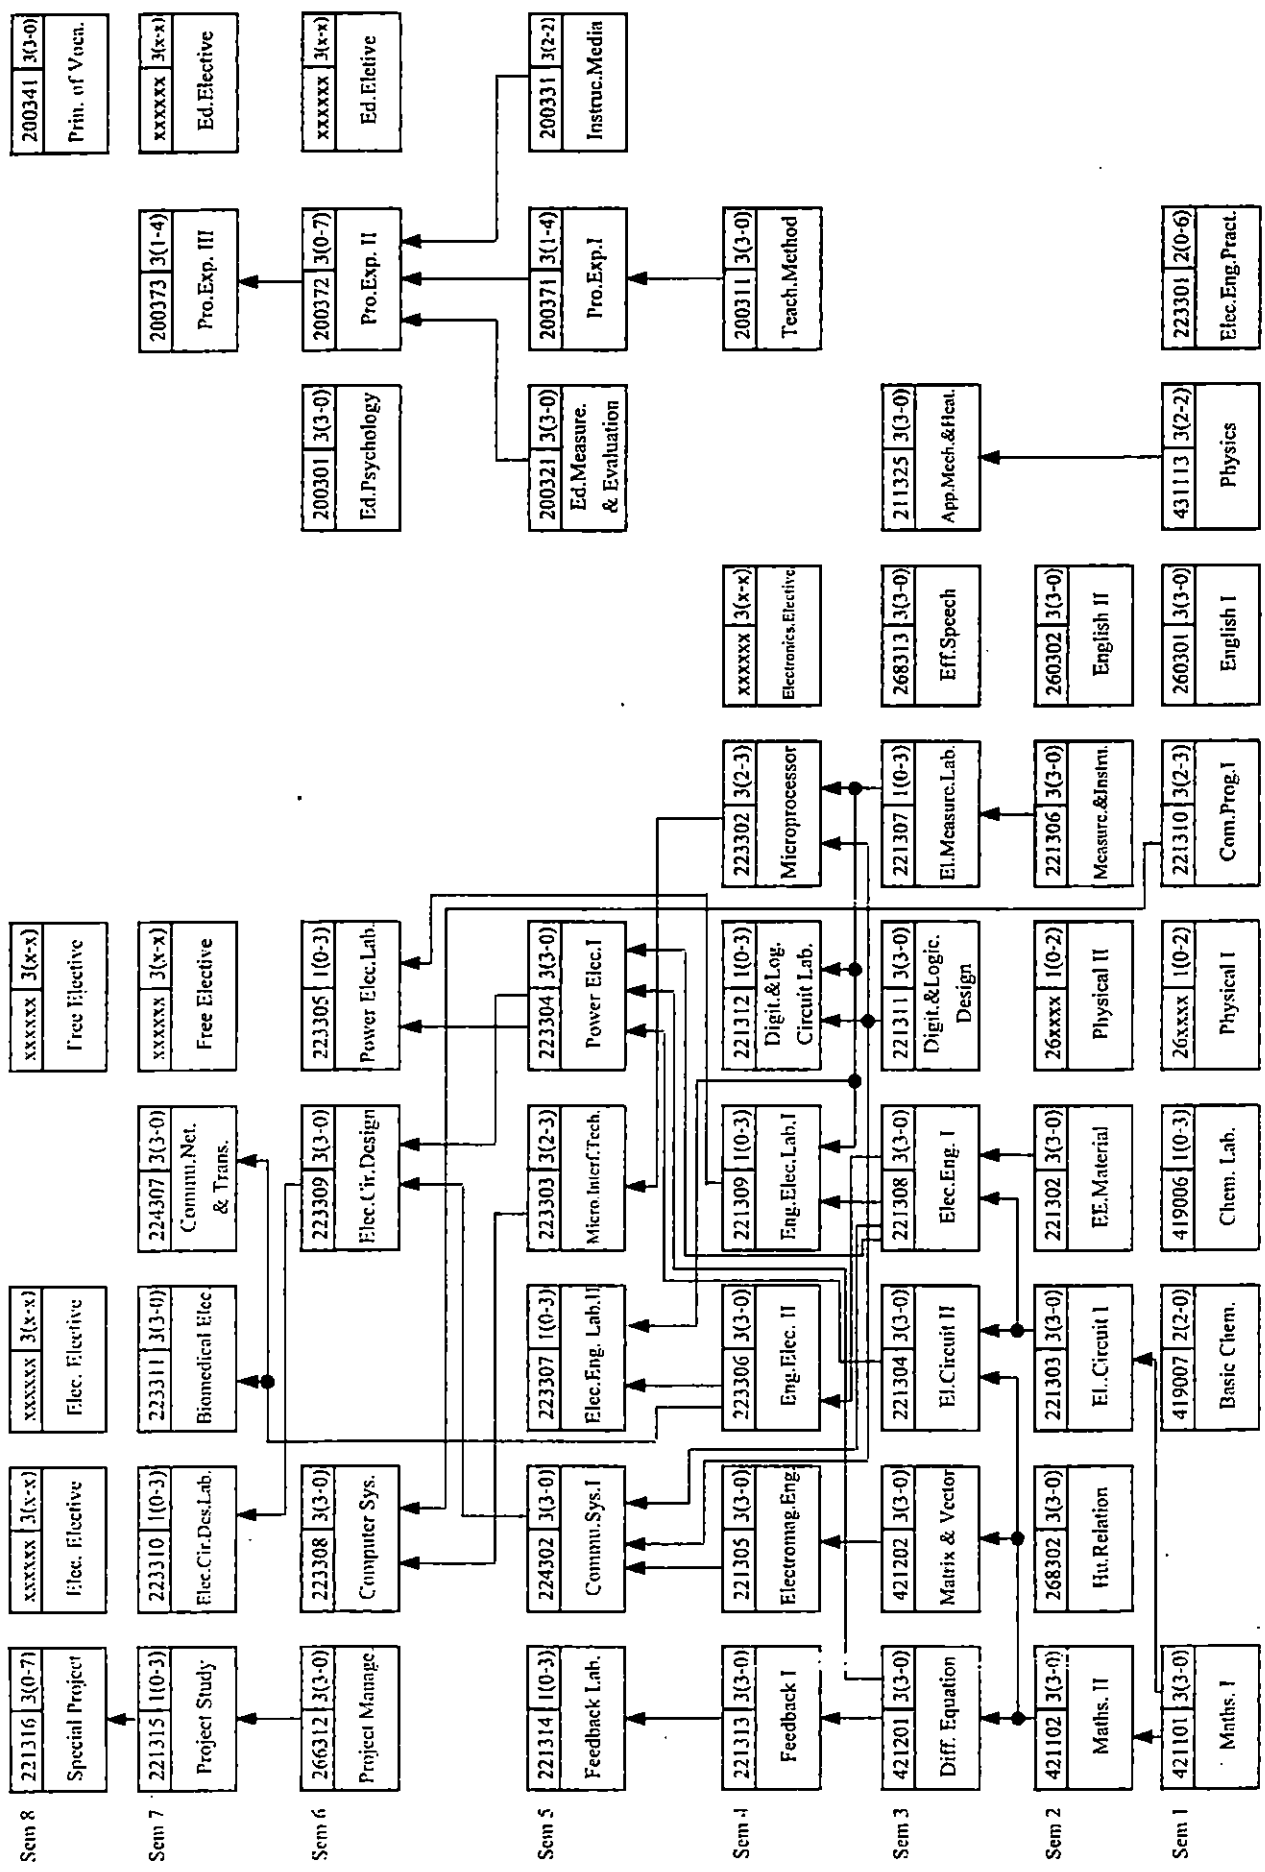 Sem 8
221316 3(0-7)
Special Project
xxxxxx 3(x-x)
Elec. Elective
xxxxxx 3(x-x)
Elec. Elective
xxxxxx 3(x-x)
Free Elective
200341 3(3-0)
Prin. of Voca.
Sem 7
221315 1(0-3)
Project Study
223310 1(0-3)
Elec.Cir.Des.Lab.
223311 3(3-0)
Biomedical Elec.
224307 3(3-0)
Commun.Net.
& Trans.
xxxxxx 3(x-x)
Free Elective
200373 3(1-4)
Pro.Exp. III
xxxxxx 3(x-x)
Ed.Elective
Sem 6
266312 3(3-0)
Project Manage.
223308 3(3-0)
Computer Sys.
223309 3(3-0)
Elec.Cir.Design
223305 1(0-3)
Power Elec.Lab.
200301 3(3-0)
Ed.Psychology
200372 3(0-7)
Pro.Exp. II
xxxxxx 3(x-x)
Ed.Eletive
Sem 5
221314 1(0-3)
Feedback Lab.
224302 3(3-0)
Commu.Sys.I
223307 1(0-3)
Elec.Eng. Lab.II
223303 3(2-3)
Micro.Interf.Tech.
223304 3(3-0)
Power Elec.I
200321 3(3-0)
Ed.Measure.
& Evaluation
200371 3(1-4)
Pro.Exp.I
200331 3(2-2)
Instruc.Media
Sem 4
221313 3(3-0)
Feedback I
221305 3(3-0)
Electromag.Eng.
223306 3(3-0)
Eng.Elec. II
221309 1(0-3)
Eng.Elec.Lab.I
221312 1(0-3)
Digit.&Log.
Circuit Lab.
223302 3(2-3)
Microprocessor
xxxxxx 3(x-x)
Electronics.Elective.
200311 3(3-0)
Teach.Method
Sem 3
421201 3(3-0)
Diff. Equation
421202 3(3-0)
Matrix & Vector
221304 3(3-0)
El.Circuit II
221308 3(3-0)
Elec.Eng. I
221311 3(3-0)
Digit.&Logic.
Design
221307 1(0-3)
El.Measure.Lab.
268313 3(3-0)
Eff.Speech
211325 3(3-0)
App.Mech.&Heat.
Sem 2
421102 3(3-0)
Maths. II
268302 3(3-0)
Hu.Relation
221303 3(3-0)
El..Circuit I
221302 3(3-0)
EE.Material
26xxxx 1(0-2)
Physical II
221306 3(3-0)
Measure.&Instru.
260302 3(3-0)
English II
Sem 1
421101 3(3-0)
Maths. I
419007 2(2-0)
Basic Chem.
419006 1(0-3)
Chem. Lab.
26xxxx 1(0-2)
Physical I
221310 3(2-3)
Com.Prog.I
260301 3(3-0)
English I
431113 3(2-2)
Physics
223301 2(0-6)
Elec.Eng.Pract.